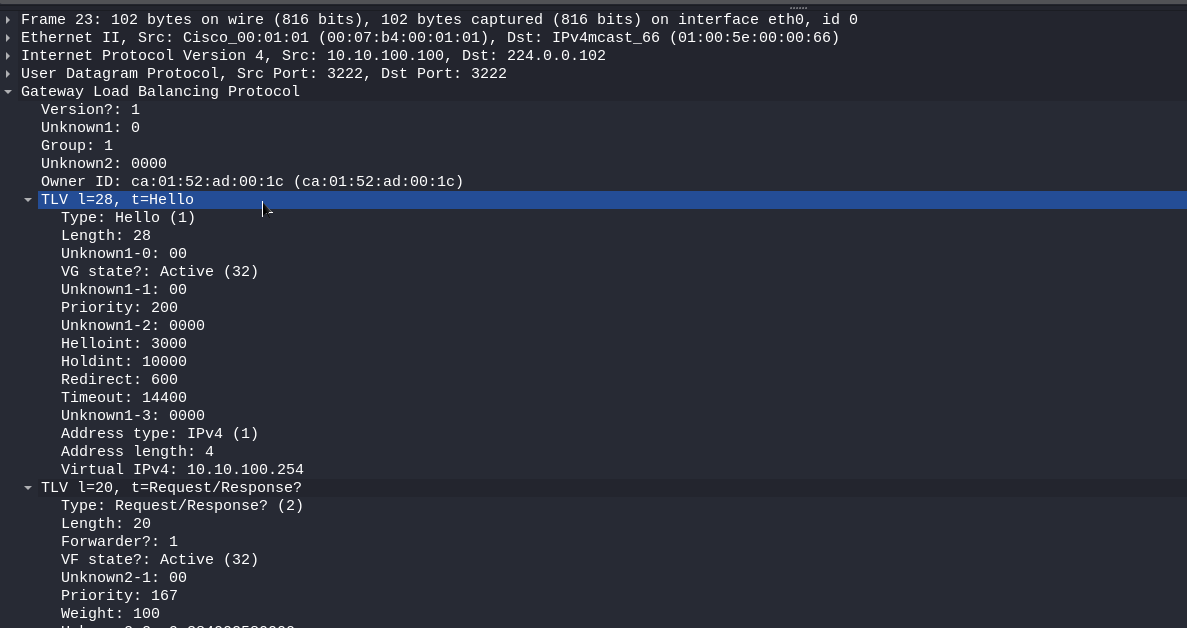 Frame 23: 102 bytes on wire (816 bits), 102 bytes captured (816 bits) on interface eth0, id 0
Ethernet II, Src: Cisco_00:01:01 (00:07:b4:00:01:01), Dst: IPv4mcast_66 (01:00:5e:00:00:66)
Internet Protocol Version 4, Src: 10.10.100.100, Dst: 224.0.0.102
User Datagram Protocol, Src Port: 3222, Dst Port: 3222
Gateway Load Balancing Protocol
Version?: 1
Unknown1: 0
Group: 1
Unknown2: 0000
Owner ID: ca:01:52:ad:00:1c (ca:01:52:ad:00:1c)
TLV l=28, t=Hello
Type: Hello (1)
Length: 28
Unknown1-0: 00
VG state?: Active (32)
Unknown1-1: 00
Priority: 200
Unknown1-2: 0000
Helloint: 3000
Holdint: 10000
Redirect: 600
Timeout: 14400
Unknown1-3: 0000
Address type: IPv4 (1)
Address length: 4
Virtual IPv4: 10.10.100.254
TLV l=20, t=Request/Response?
Type: Request/Response? (2)
Length: 20
Forwarder?: 1
VF state?: Active (32)
Unknown2-1: 00
Priority: 167
Weight: 100